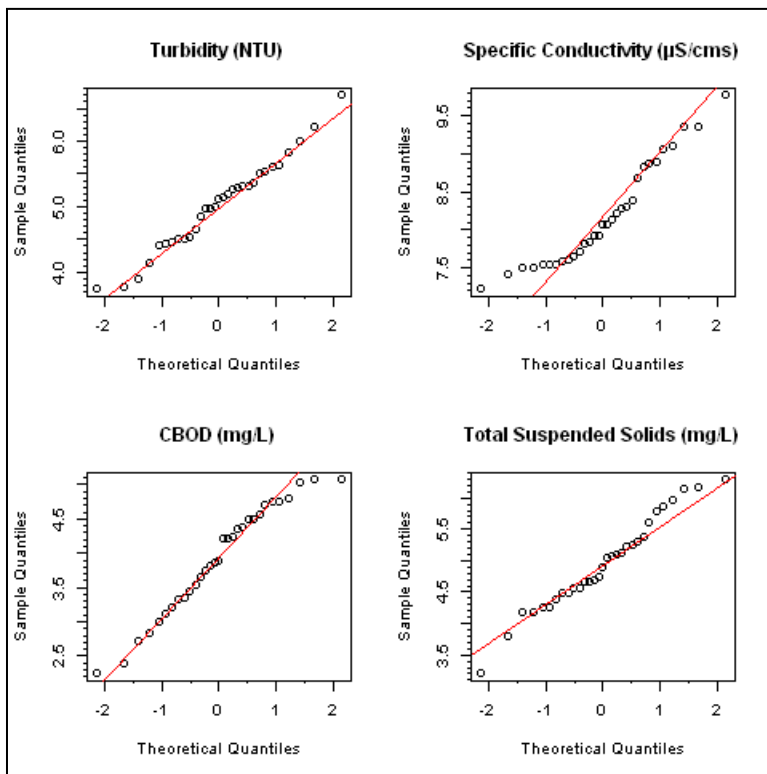 Turbidity (NTU)
Sample Quantiles
4.0 5.0 6.0
-2 -1 0 1 2
Theoretical Quantiles
Specific Conductivity (µS/cms)
Sample Quantiles
7.5 8.5 9.5
-2 -1 0 1 2
Theoretical Quantiles
CBOD (mg/L)
Sample Quantiles
2.5 3.5 4.5
-2 -1 0 1 2
Theoretical Quantiles
Total Suspended Solids (mg/L)
Sample Quantiles
3.5 4.5 5.5
-2 -1 0 1 2
Theoretical Quantiles